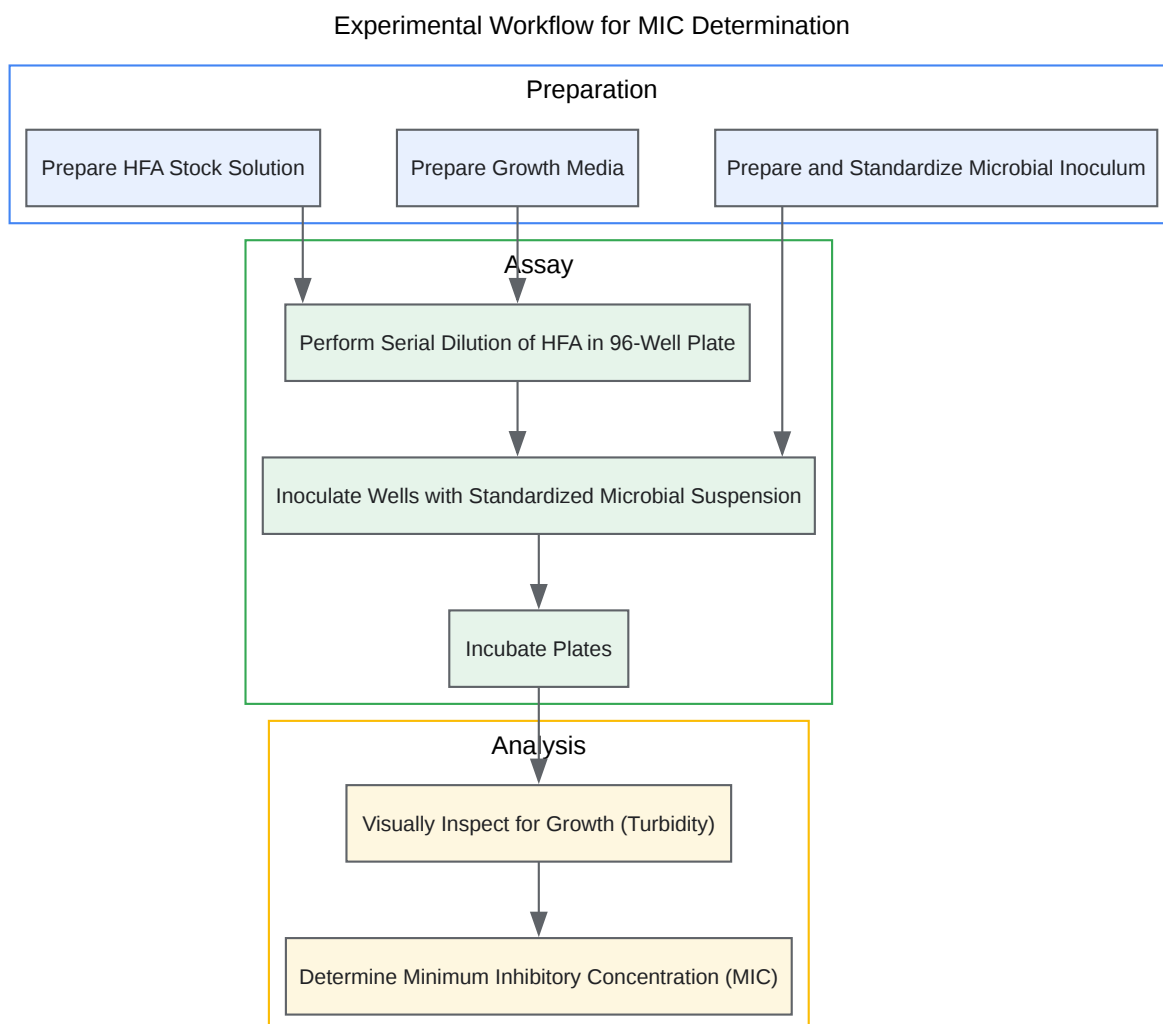 Experimental Workflow for MIC Determination
Preparation
Prepare HFA Stock Solution
Prepare Growth Media
Prepare and Standardize Microbial Inoculum
Assay
Perform Serial Dilution of HFA in 96-Well Plate
Inoculate Wells with Standardized Microbial Suspension
Incubate Plates
Analysis
Visually Inspect for Growth (Turbidity)
Determine Minimum Inhibitory Concentration (MIC)